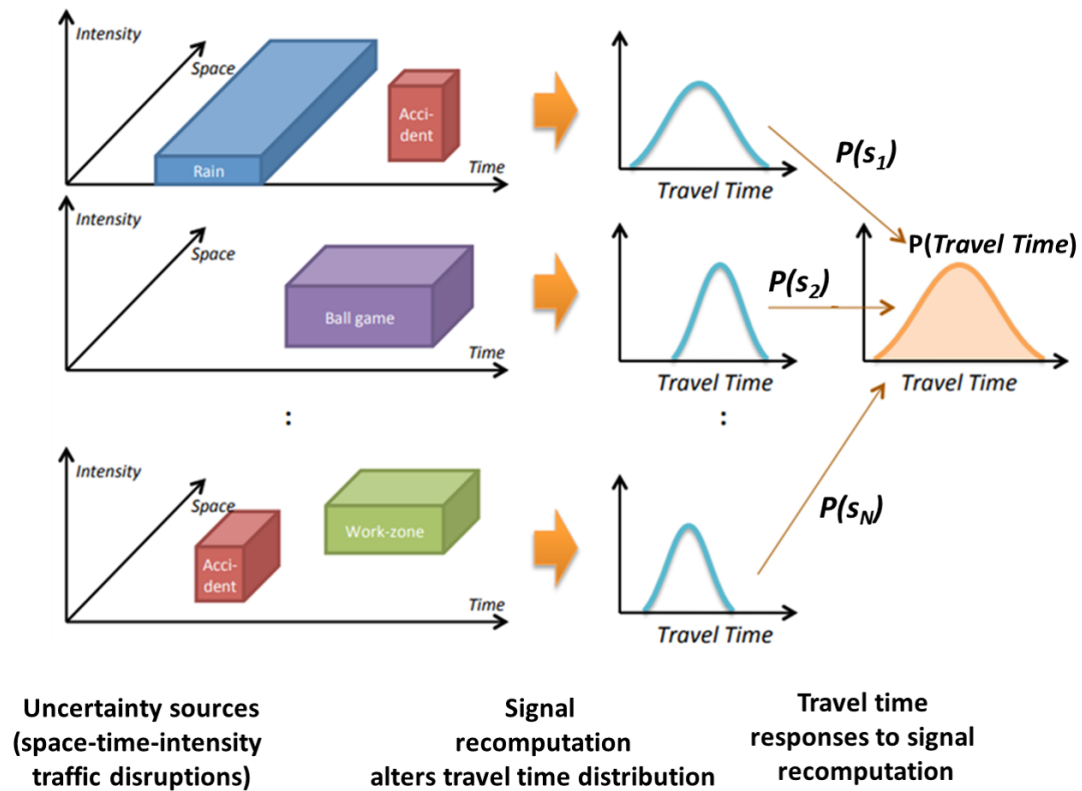 Intensity
Space
Acci-
dent
Rain
Time
Travel Time
P(s1)
Intensity
Space
Ball game
Time
Travel Time
P(s2)
P(Travel Time)
Travel Time
:
:
Intensity
Space
Acci-
dent
Work-zone
Time
Travel Time
P(sN)
Uncertainty sources
(space-time-intensity
traffic disruptions)
Signal
recomputation
alters travel time distribution
Travel time
responses to signal
recomputation